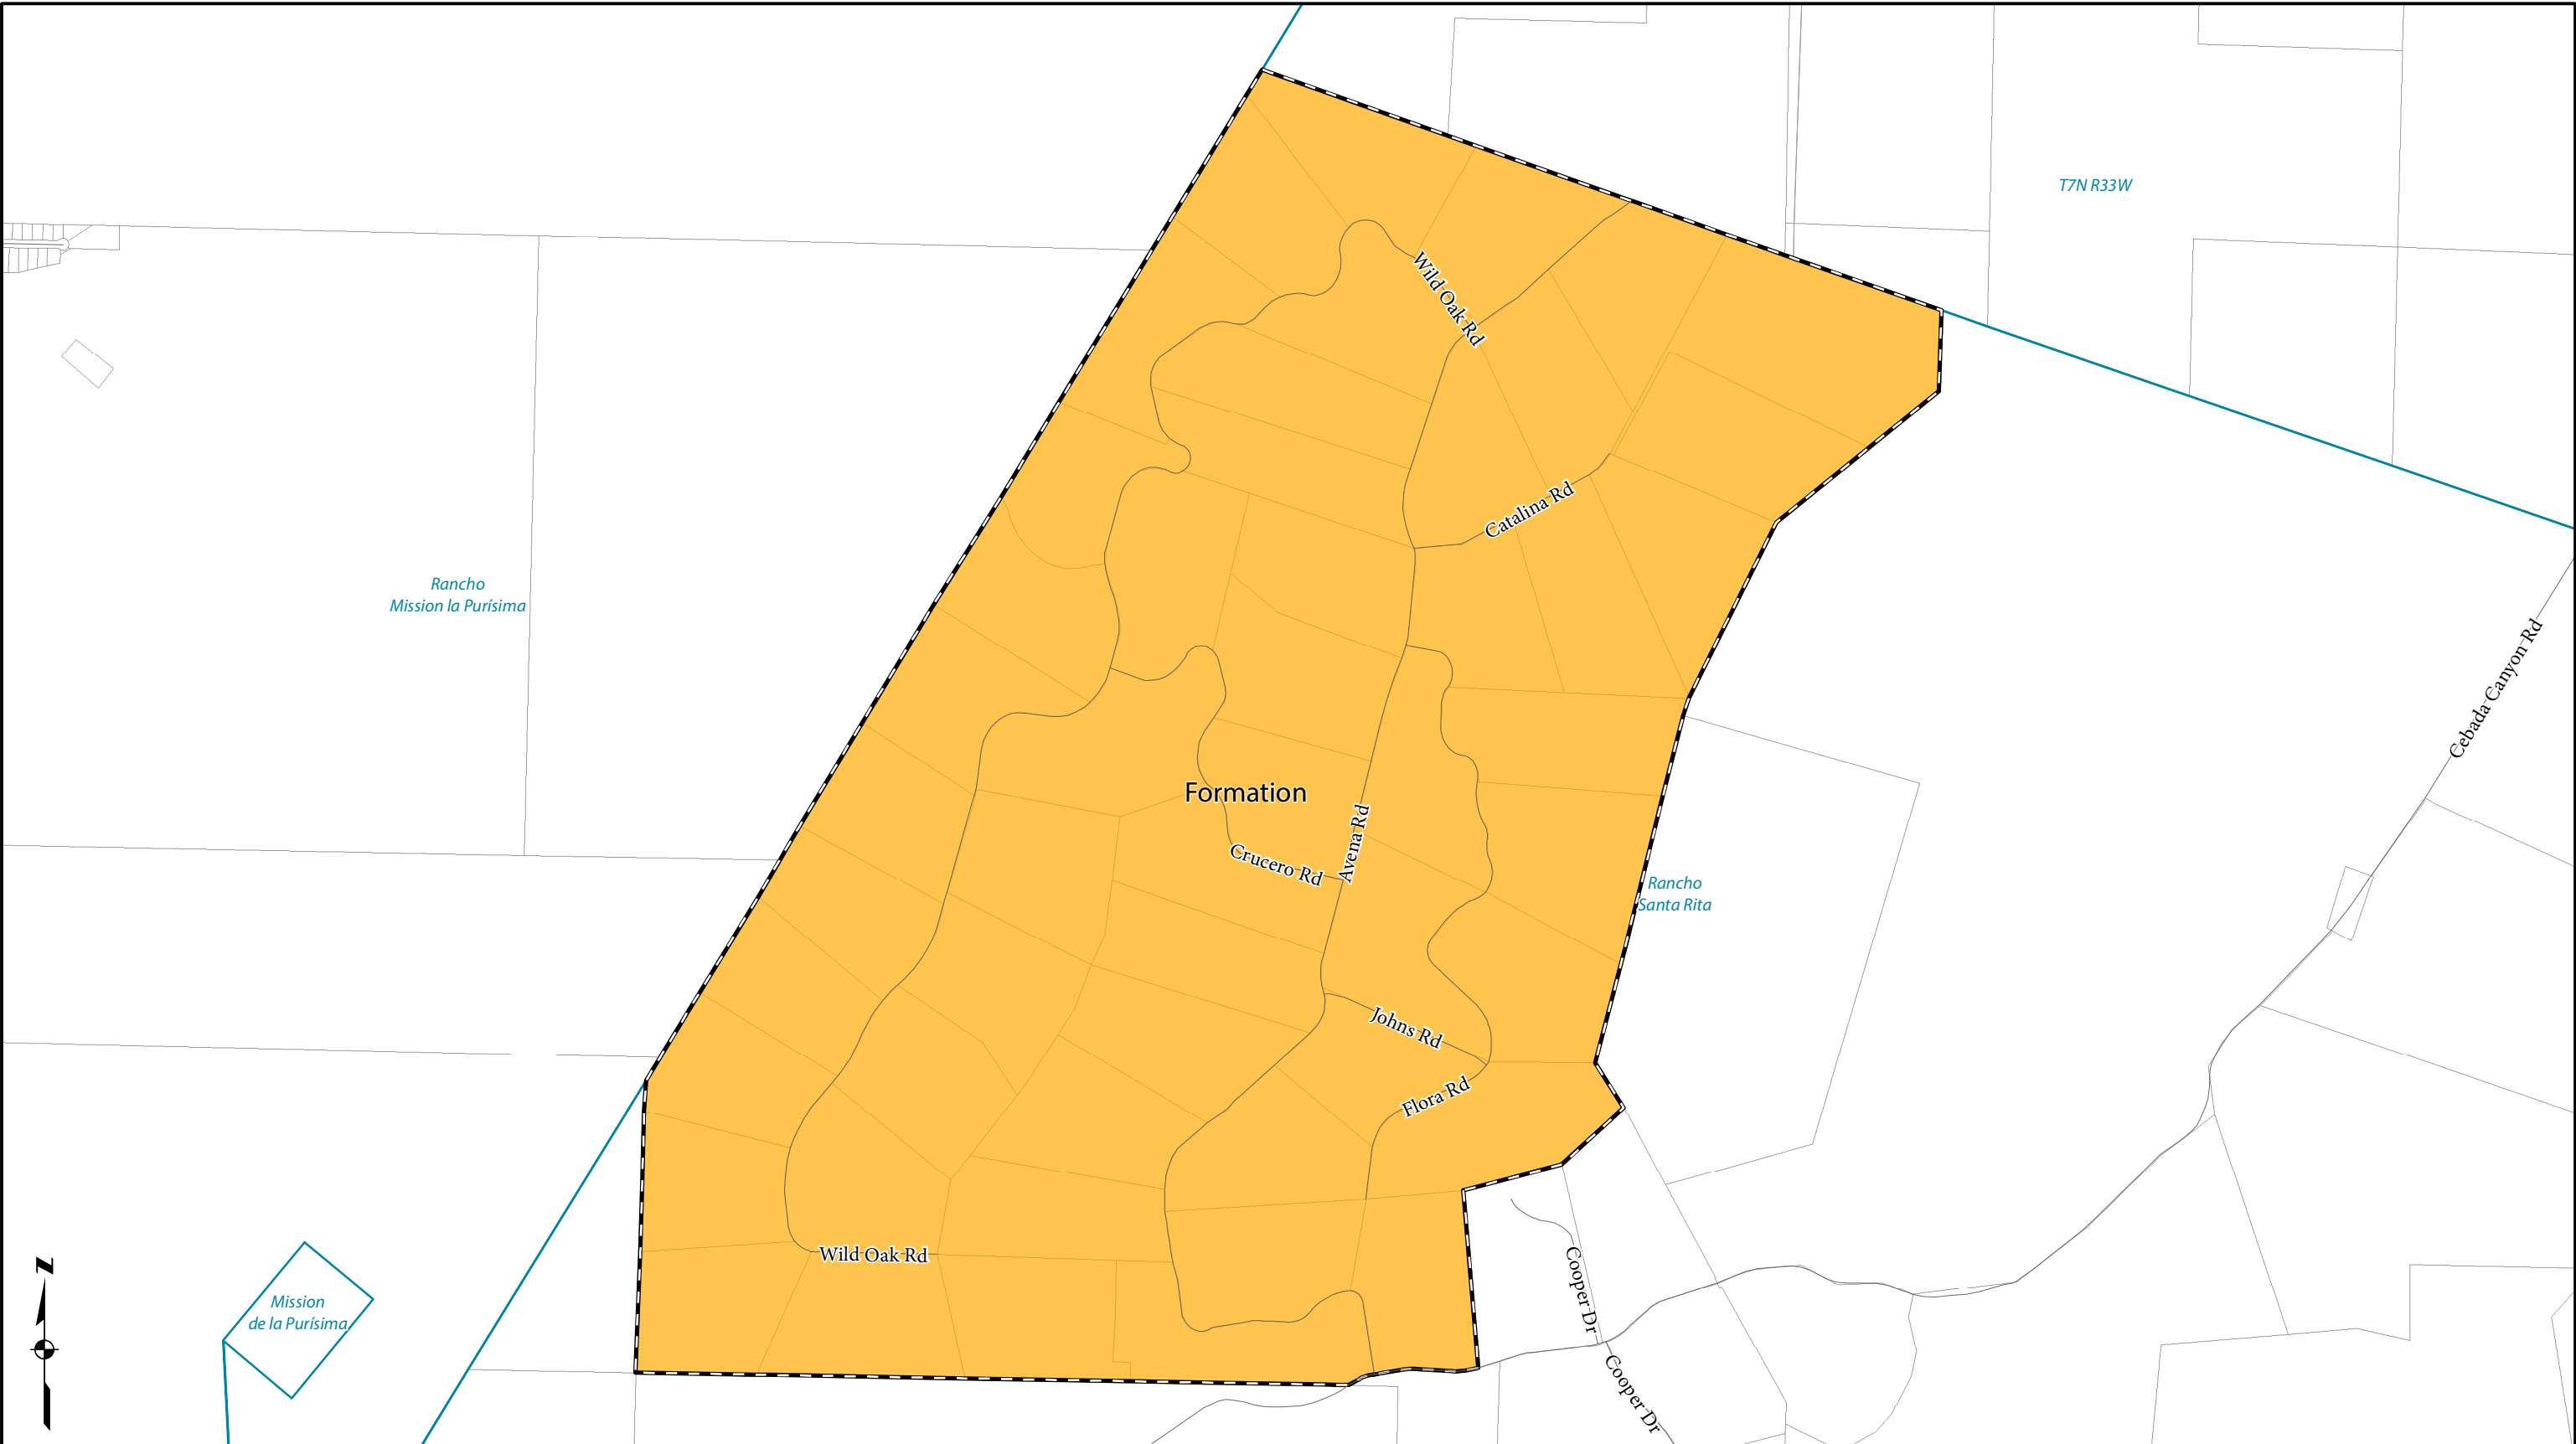 T7N R33W
Wild Oak Rd
Catalina Rd
Rancho
Mission la Purísima
Cebada Canyon Rd
Formation
Avena Rd
Crucero Rd
Rancho
Santa Rita
Johns Rd
Flora Rd
Wild Oak Rd
Cooper Dr
Mission
de la Purísima
Cooper Dr
N